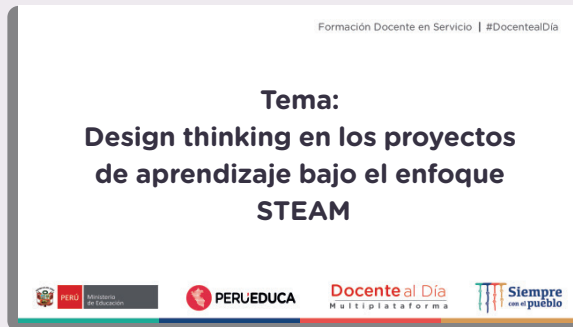 Formación Docente en Servicio | #DocentealDía
Tema:
Design thinking en los proyectos
de aprendizaje bajo el enfoque
STEAM
PERÚ Ministerio de Educación
PERUEDUCA
Docente al Día
Multiplataforma
Siempre
con el pueblo